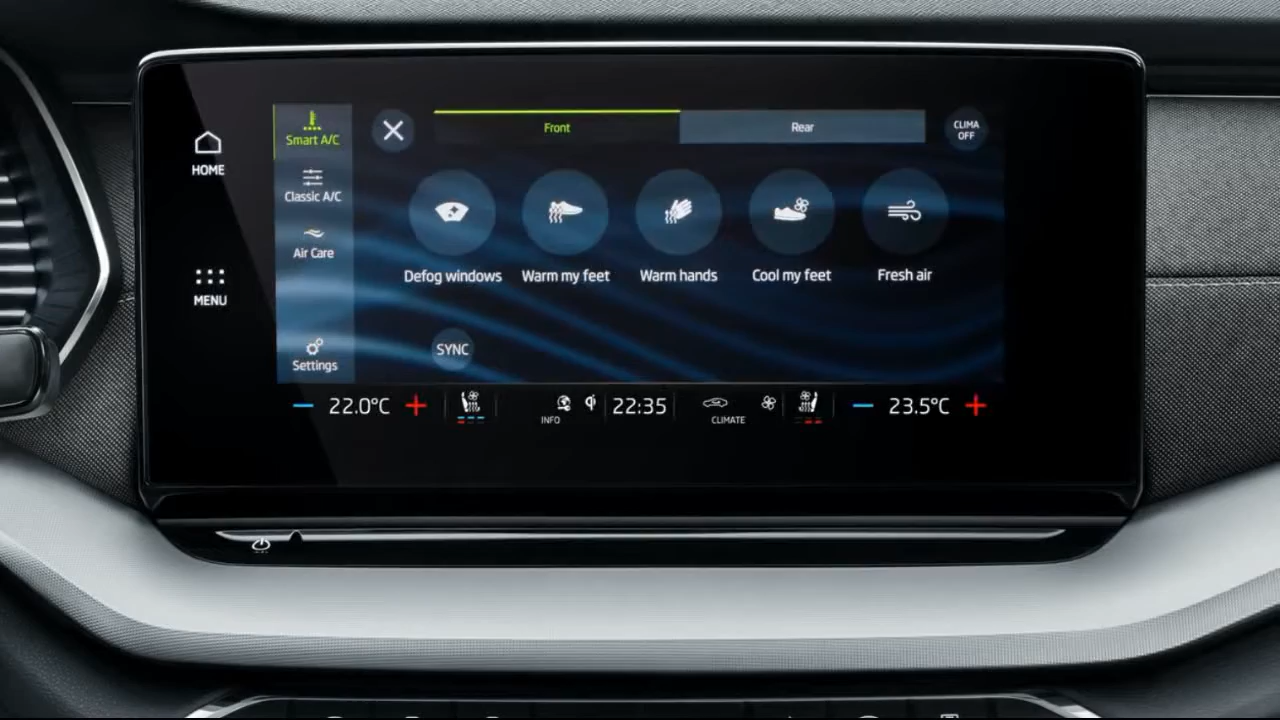 HOME
MENU
Smart A/C
Classic A/C
Air Care
Settings
Front
Rear
CLIMA
OFF
Defog windows
Warm my feet
Warm hands
Cool my feet
Fresh air
SYNC
22.0°C
INFO
22:35
CLIMATE
23.5°C